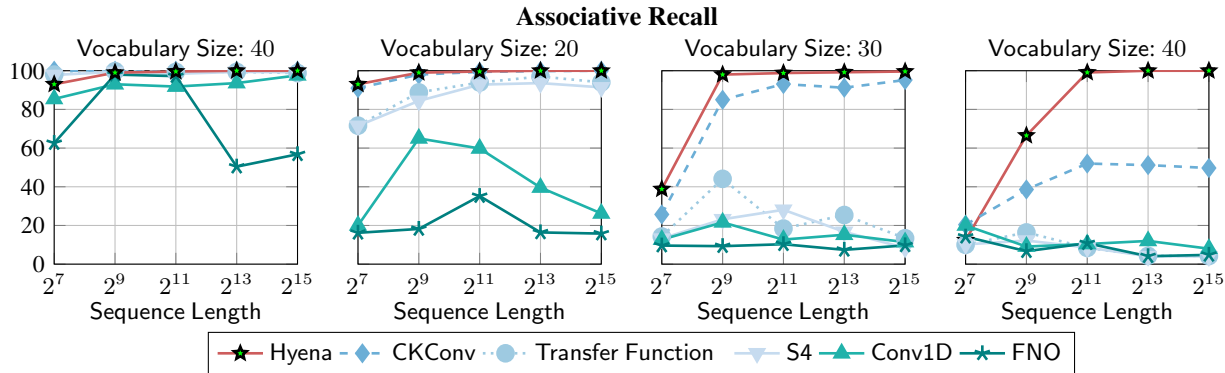 Associative Recall
Vocabulary Size: 40 Vocabulary Size: 20 Vocabulary Size: 30 Vocabulary Size: 40
100
80
60
40
20
0
2^7 2^9 2^11 2^13 2^15 2^7 2^9 2^11 2^13 2^15 2^7 2^9 2^11 2^13 2^15 2^7 2^9 2^11 2^13 2^15
Sequence Length Sequence Length Sequence Length Sequence Length
Hyena CKConv Transfer Function S4 Conv1D FNO